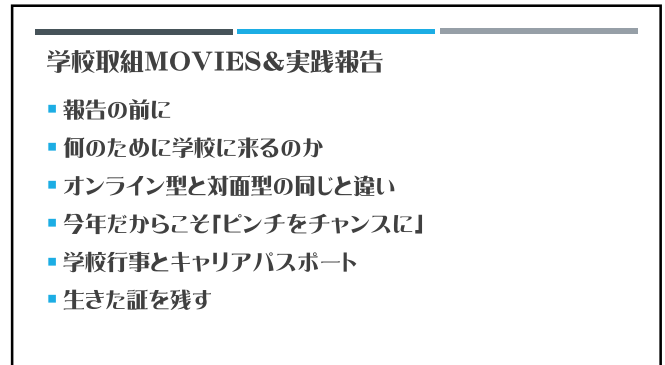 学校取組MOVIES&実践報告
報告の前に
何のために学校に来るのか
オンライン型と対面型の同じと違い
今年だからこそ「ピンチをチャンスに」
学校行事とキャリアパスポート
生きた証を残す